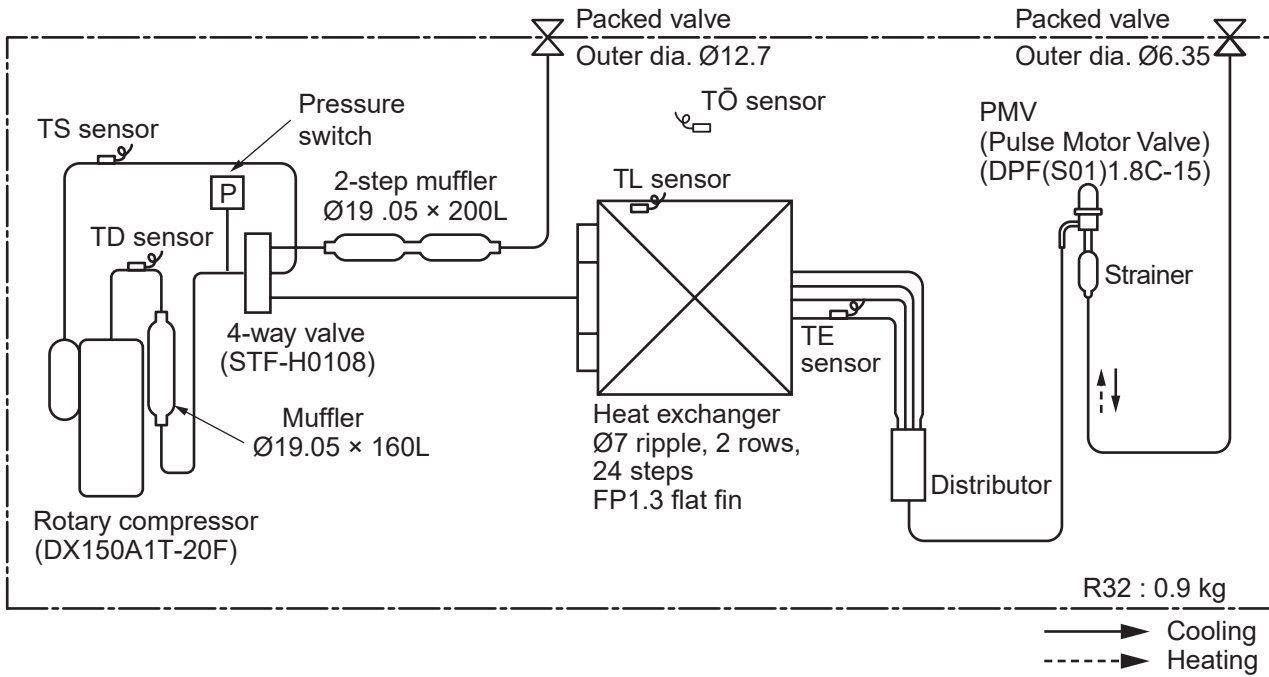 Packed valve
Outer dia. Ø12.7
Packed valve
Outer dia. Ø6.35
TŌ sensor
PMV
(Pulse Motor Valve)
(DPF(S01)1.8C-15)
Pressure
switch
TS sensor
P
2-step muffler
Ø19 .05 × 200L
TL sensor
TD sensor
Strainer
4-way valve
(STF-H0108)
TE
sensor
Muffler
Ø19.05 × 160L
Heat exchanger
Ø7 ripple, 2 rows,
24 steps
FP1.3 flat fin
Distributor
Rotary compressor
(DX150A1T-20F)
R32 : 0.9 kg
Cooling
Heating